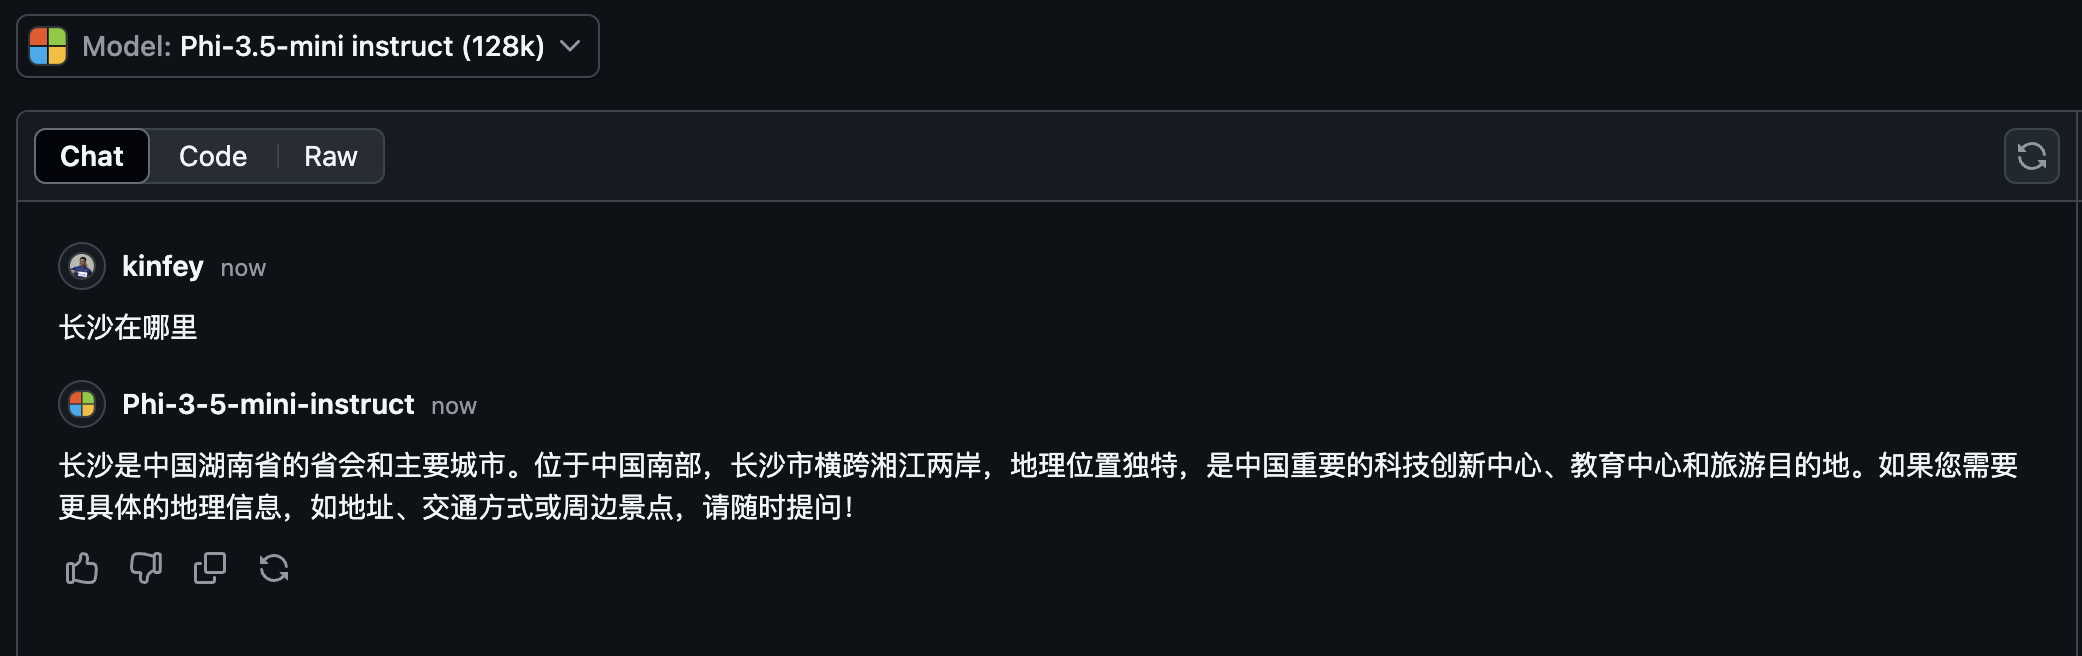 Model: Phi-3.5-mini instruct (128k)
Chat
Code
Raw
kinfey now
长沙在哪里
Phi-3-5-mini-instruct now
长沙是中国湖南省的省会和主要城市。位于中国南部，长沙市横跨湘江两岸，地理位置独特，是中国重要的科技创新中心、教育中心和旅游目的地。如果您需要
更具体的地理信息，如地址、交通方式或周边景点，请随时提问！